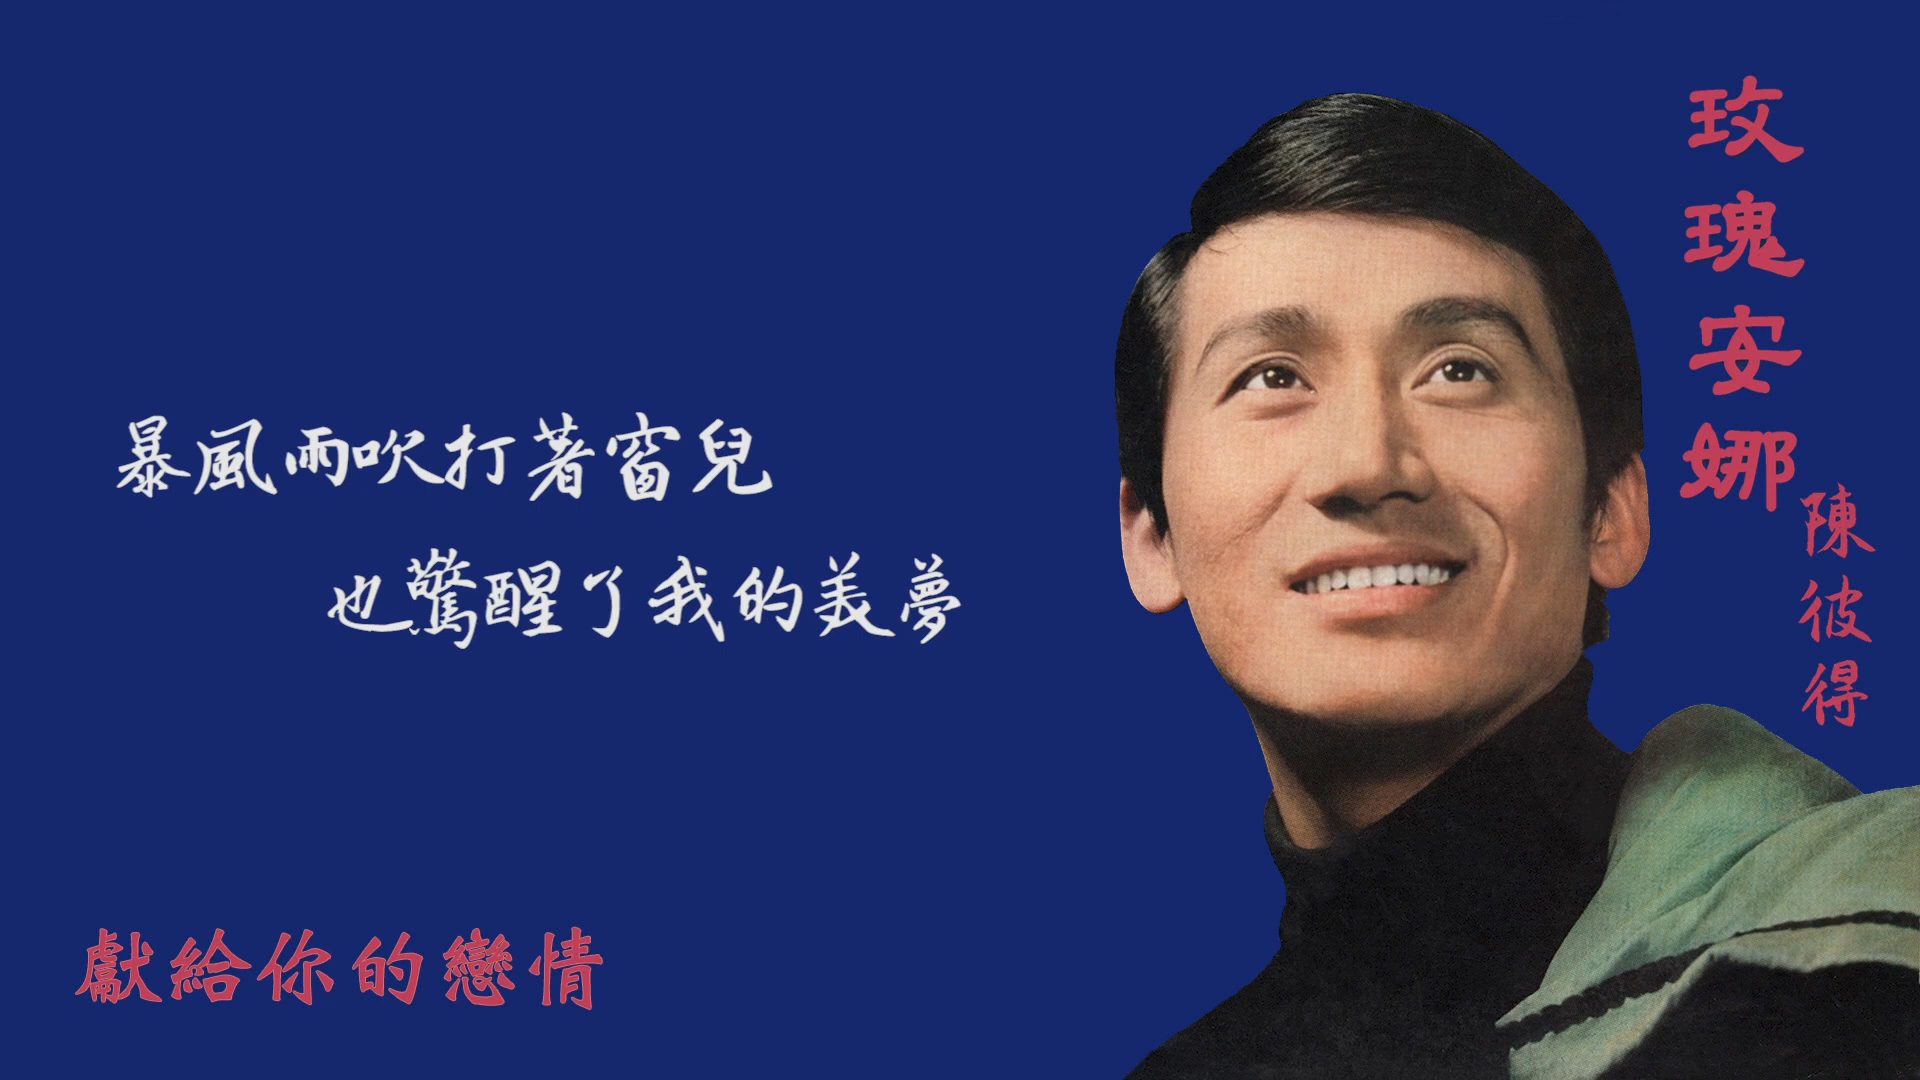 玫瑰安娜
陳彼得
暴風雨吹打著窗兒
也驚醒了我的美夢
獻給你的戀情